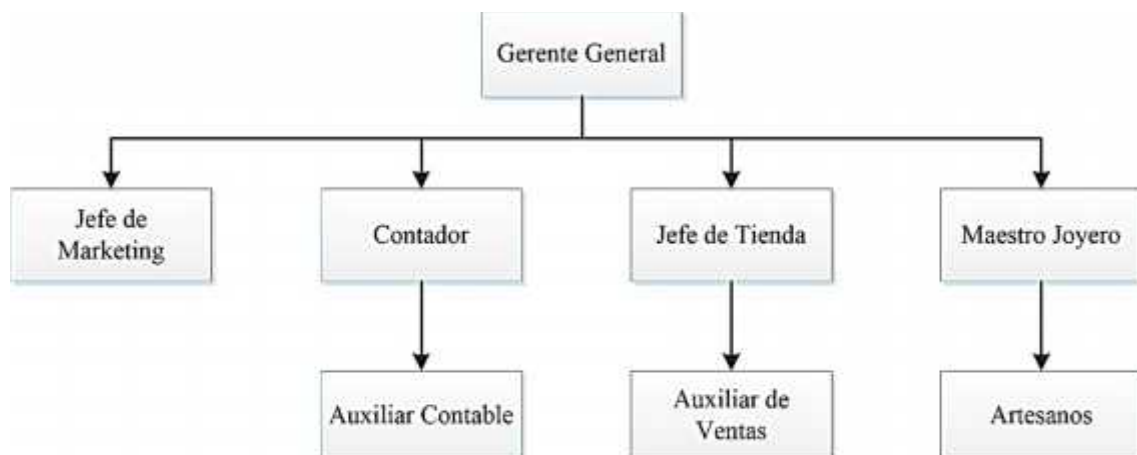 Gerente General
Jefe de
Marketing
Contador
Jefe de Tienda
Maestro Joyero
Auxiliar Contable
Auxiliar de
Ventas
Artesanos